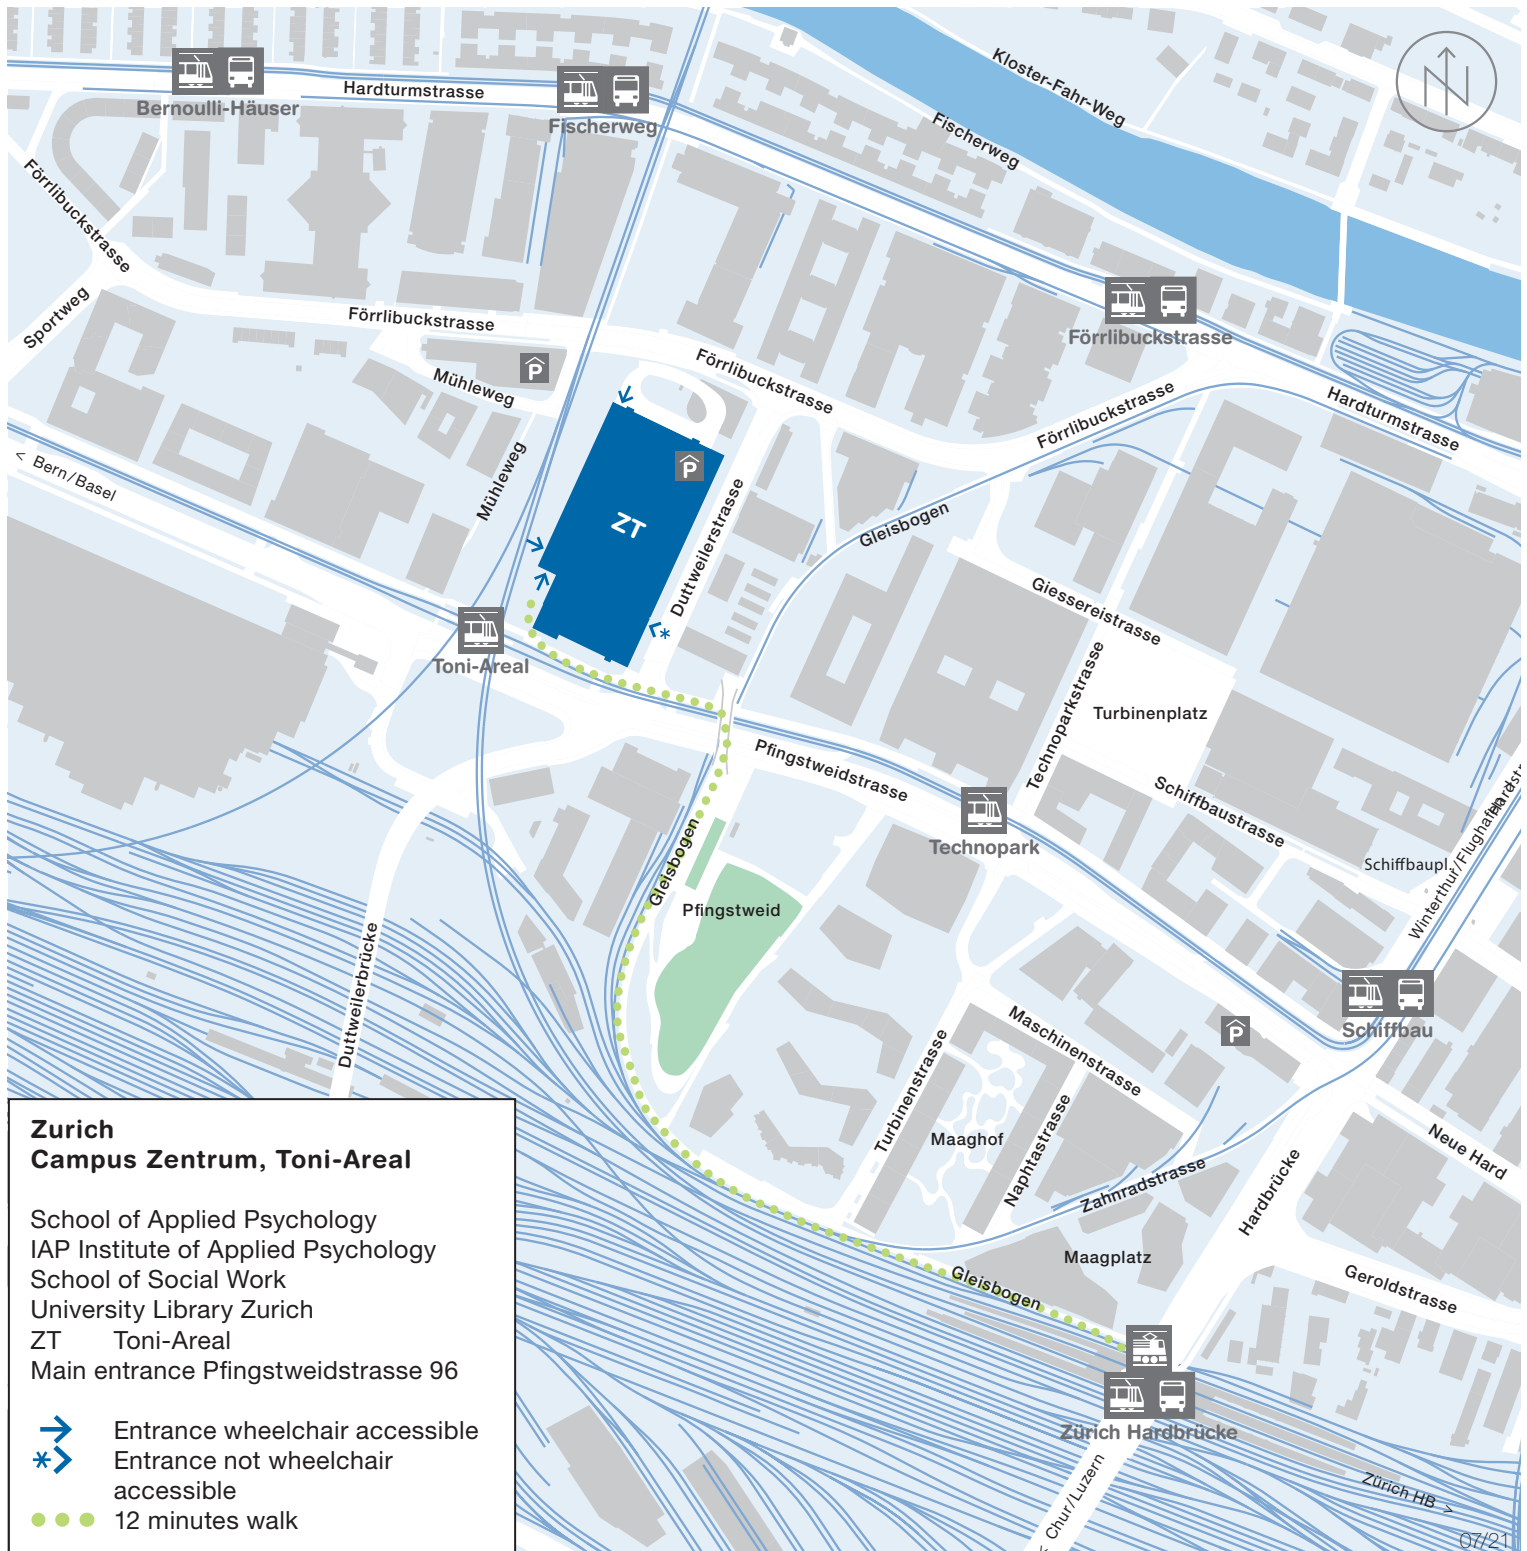 Kloster-Fahr-Weg
Hardturmstrasse
Bernoulli-Häuser
Fischerweg
Fischerweg
N
Förrlibuckstrasse
Sportweg
Förrlibuckstrasse
Förrlibuckstrasse
P
Mühleweg
Förrlibuckstrasse
Förrlibuckstrasse
Hardturmstrasse
< Bern/Basel
Mühleweg
P
ZT
Duttweilerstrasse
Gleisbogen
Giessereistrasse
Toni-Areal
*
Technoparkstrasse
Turbinenplatz
Pfingstweidstrasse
Schiffbaustrasse
Technopark
Schiffbaupl.
Winterthur/Flughafen >
Gleisbogen
Pfingstweid
Duttweilerbrücke
Schiffbau
P
Maschinenstrasse
Turbinenstrasse
Maaghof
Naphtastrasse
Zahnradstrasse
Neue Hard
Hardbrücke
Maagplatz
Gleisbogen
Geroldstrasse
Zürich Hardbrücke
< Chur/Luzern
Zürich HB >
07/21
Zurich
Campus Zentrum, Toni-Areal
School of Applied Psychology
IAP Institute of Applied Psychology
School of Social Work
University Library Zurich
ZT Toni-Areal
Main entrance Pfingstweidstrasse 96
Entrance wheelchair accessible
* Entrance not wheelchair
accessible
12 minutes walk